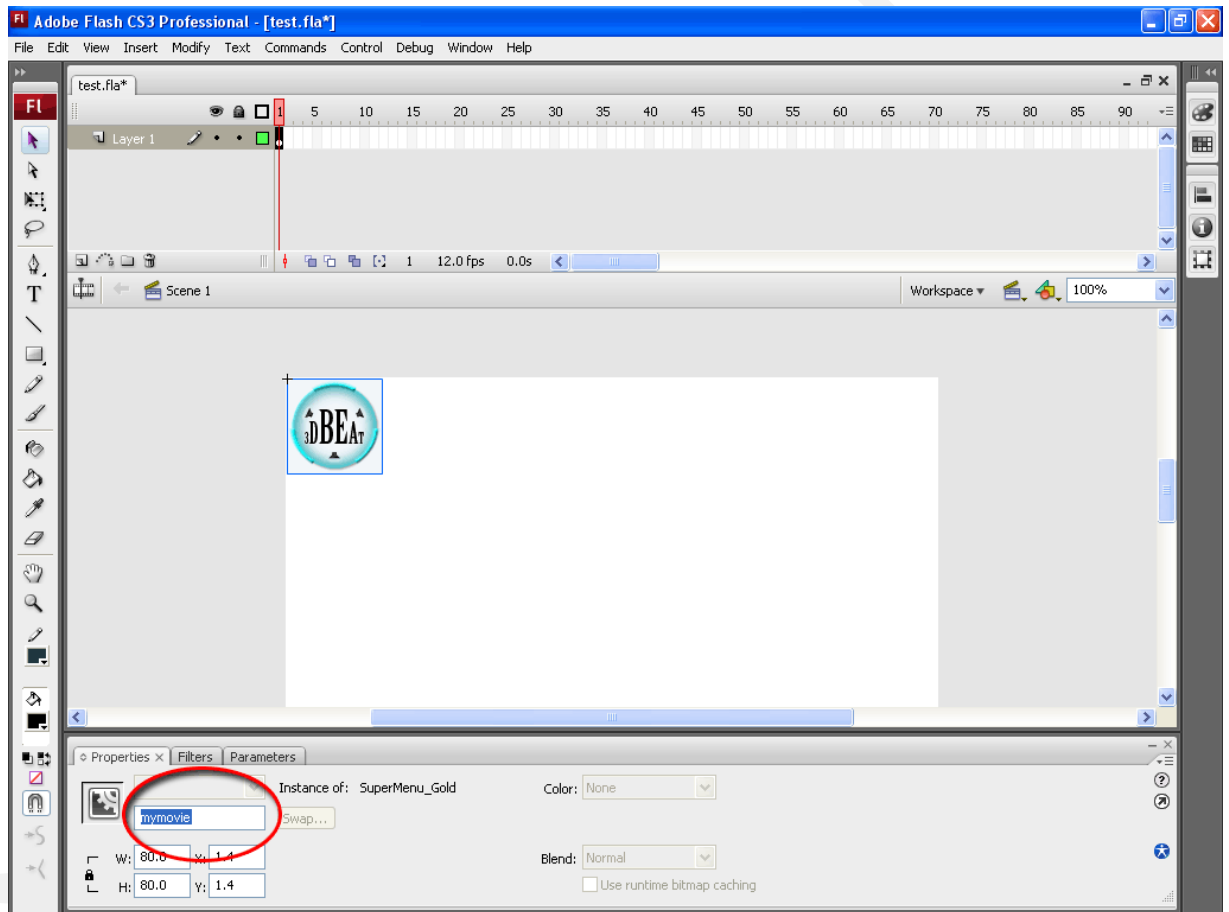 Adobe Flash CS3 Professional - [test.fla*]
File Edit View Insert Modify Text Commands Control Debug Window Help
test.fla*
Fl
1 5 10 15 20 25 30 35 40 45 50 55 60 65 70 75 80 85 90
Layer 1
1 12.0 fps 0.0s
Scene 1 Workspace 100%
3DBEAT
Properties Filters Parameters
Instance of: SuperMenu_Gold Color: None
mymovie Swap...
W: 80.0 X: 1.4 Blend: Normal
H: 80.0 Y: 1.4 Use runtime bitmap caching